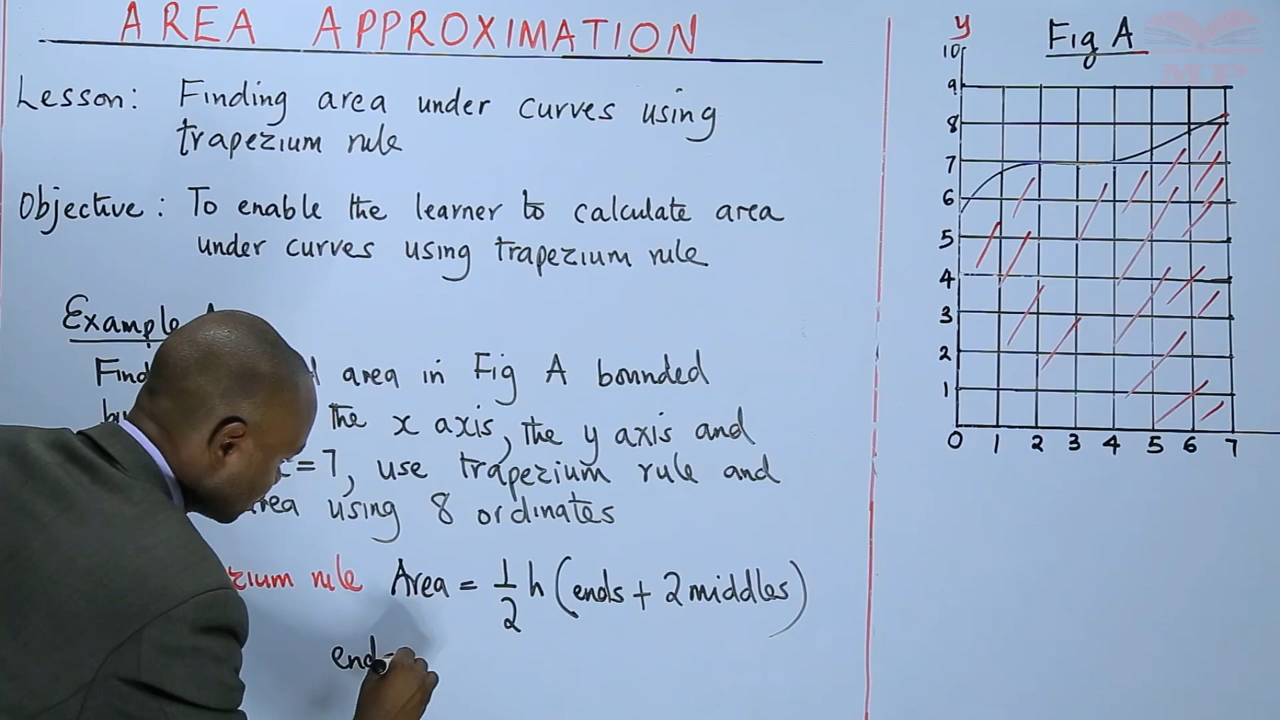 AREA APPROXIMATION
Lesson: Finding area under curves using
trapezium rule
Objective: To enable the learner to calculate area
under curves using trapezium rule
Example
Find area in Fig A bounded
the x axis, the y axis and
x=7, use trapezium rule and
area using 8 ordinates
rule Area = 1/2 h (ends + 2 middles)
end
Fig A
MP
y
10
9
8
7
6
5
4
3
2
1
0 1 2 3 4 5 6 7